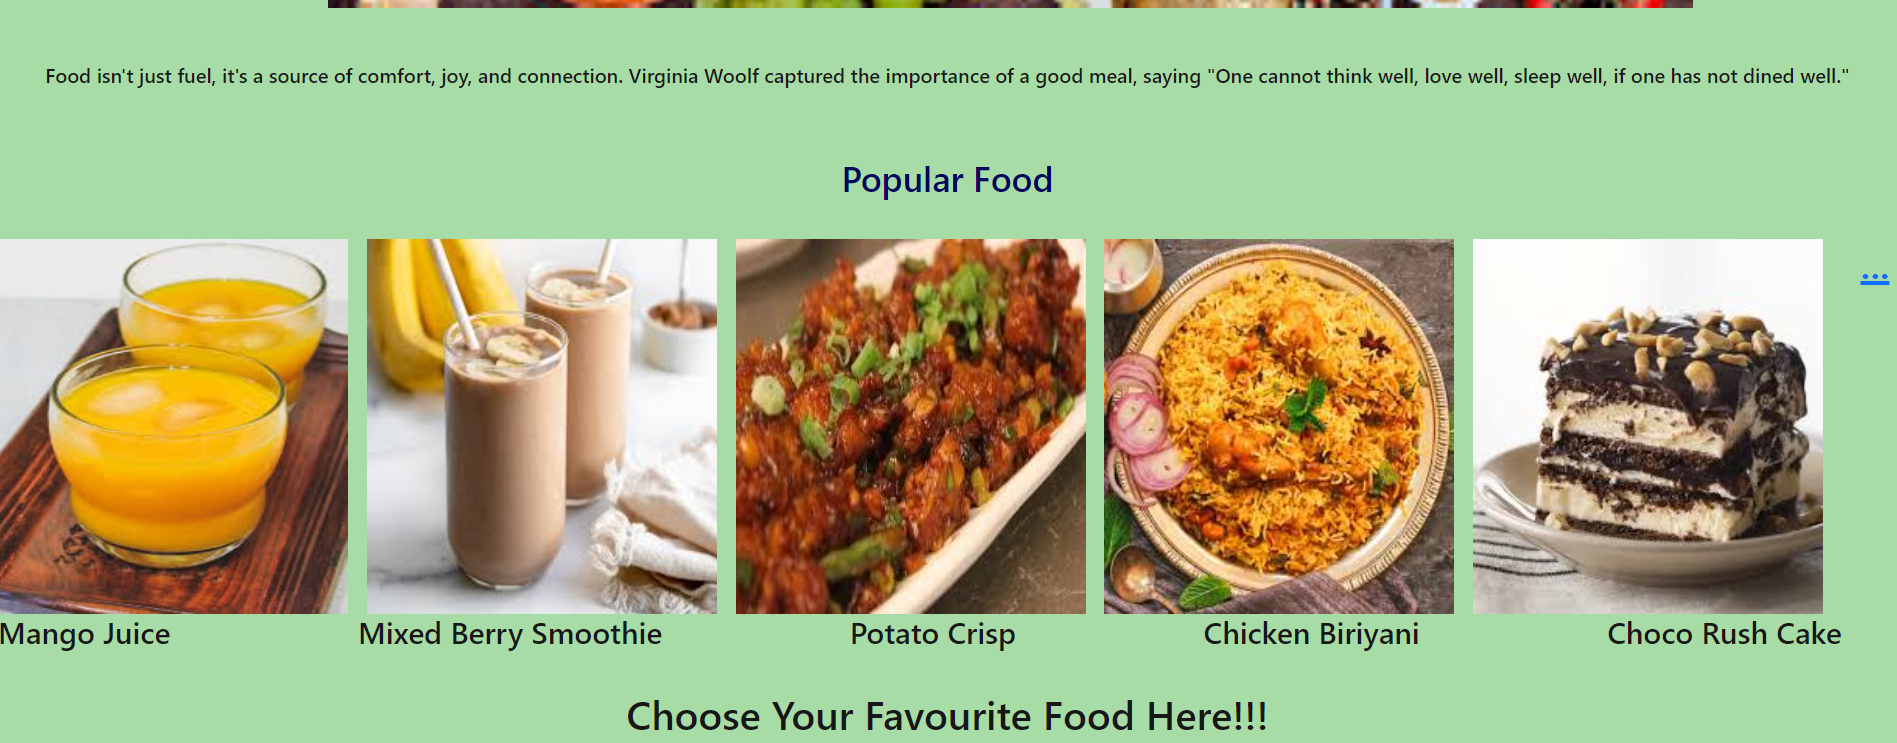 Food isn't just fuel, it's a source of comfort, joy, and connection. Virginia Woolf captured the importance of a good meal, saying "One cannot think well, love well, sleep well, if one has not dined well."
Popular Food
...
Mango Juice
Mixed Berry Smoothie
Potato Crisp
Chicken Biriyani
Choco Rush Cake
Choose Your Favourite Food Here!!!